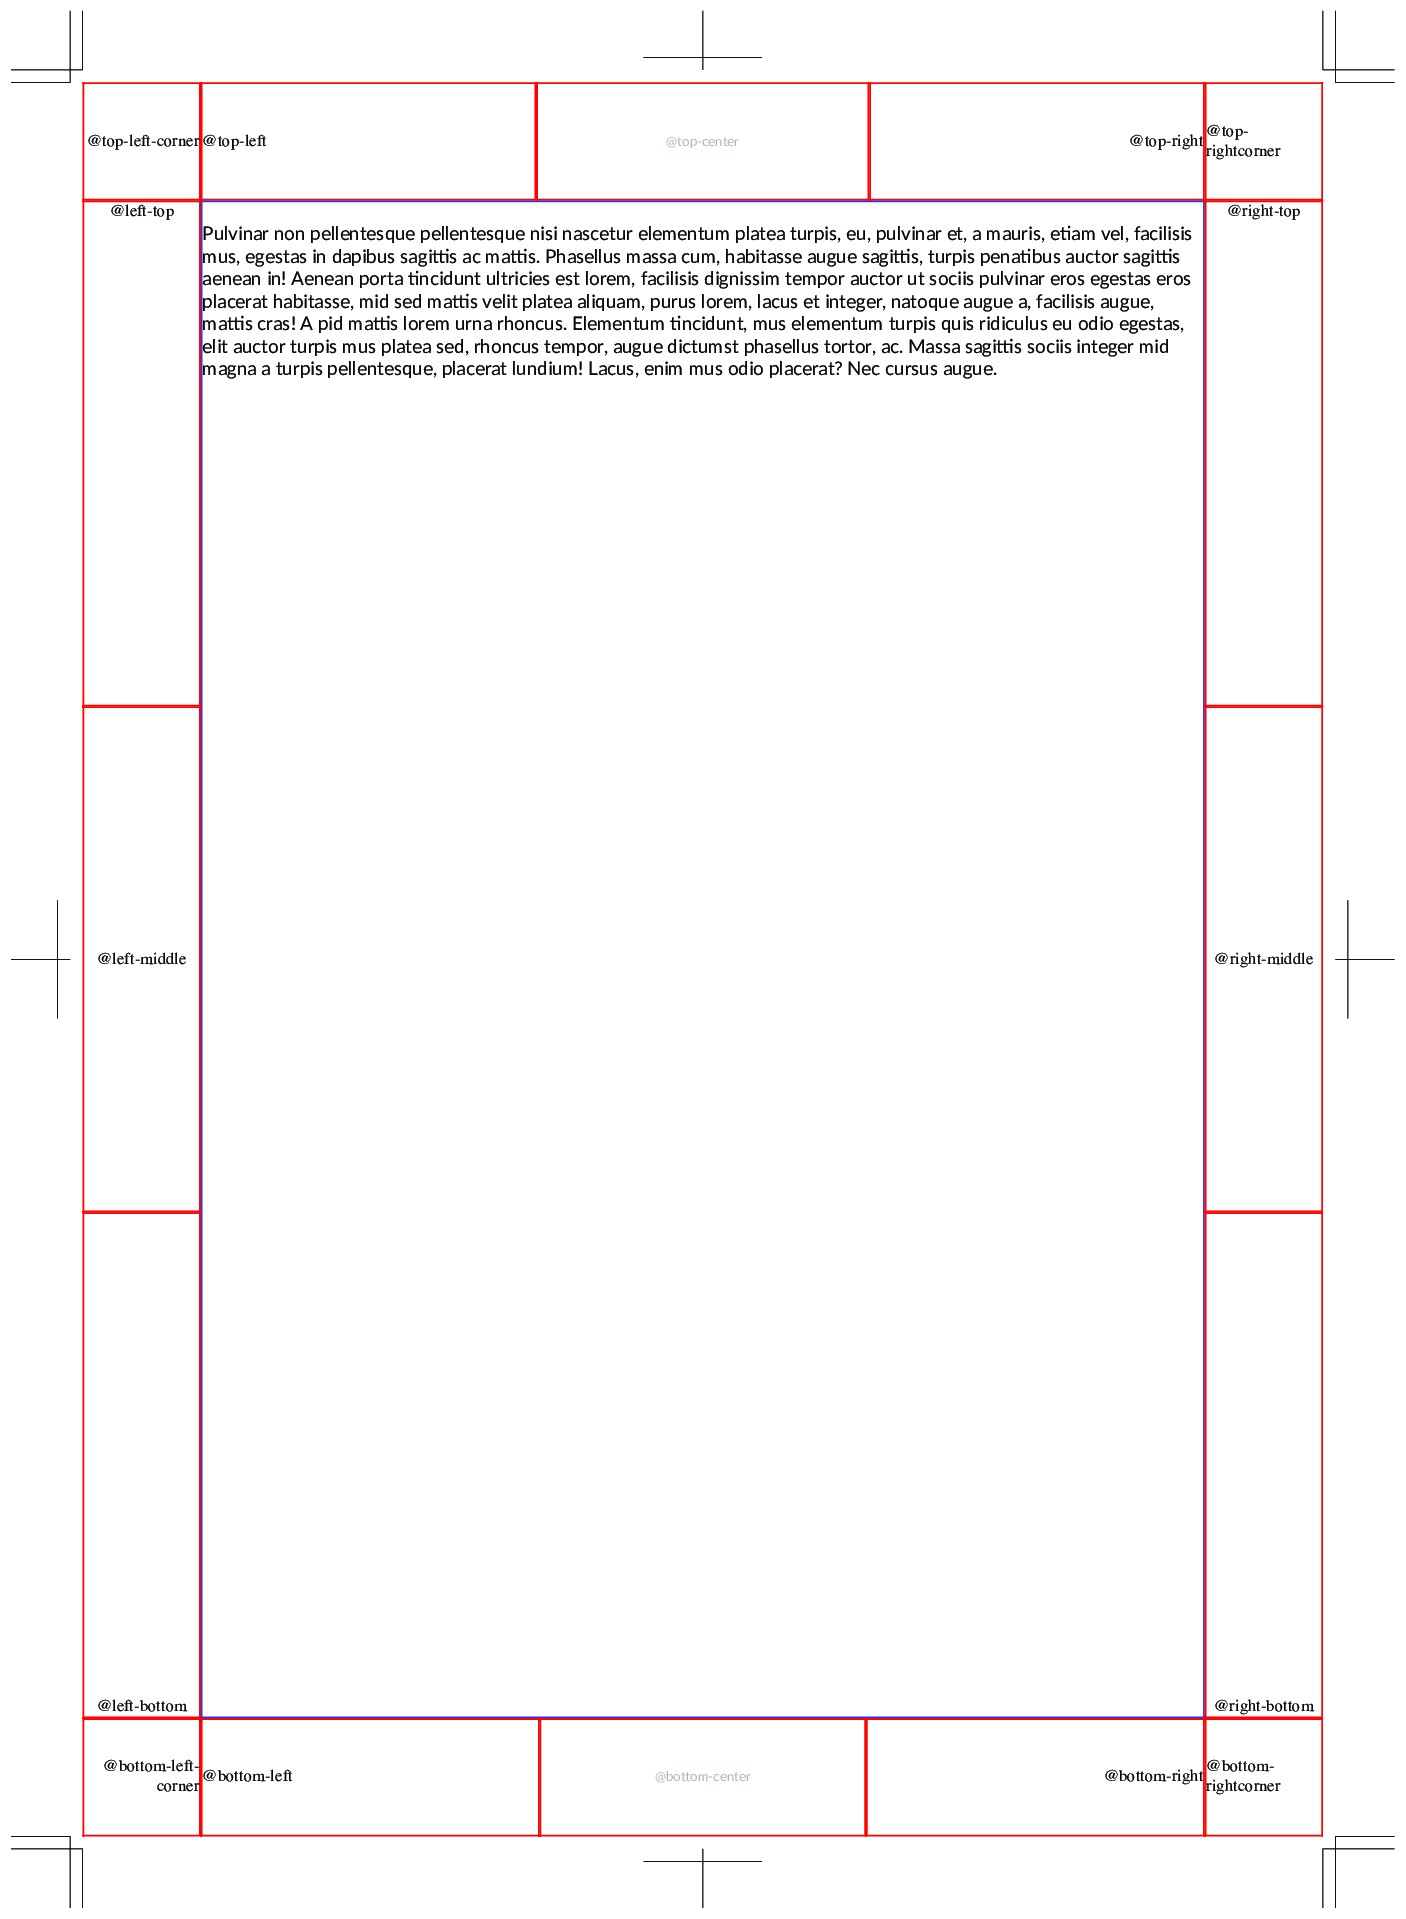 @top-left-corner @top-left @top-center @top-right @top-
rightcorner
@left-top @right-top
Pulvinar non pellentesque pellentesque nisi nascetur elementum platea turpis, eu, pulvinar et, a mauris, etiam vel, facilisis
mus, egestas in dapibus sagittis ac mattis. Phasellus massa cum, habitasse augue sagittis, turpis penatibus auctor sagittis
aenean in! Aenean porta tincidunt ultricies est lorem, facilisis dignissim tempor auctor ut sociis pulvinar eros egestas eros
placerat habitasse, mid sed mattis velit platea aliquam, purus lorem, lacus et integer, natoque augue a, facilisis augue,
mattis cras! A pid mattis lorem urna rhoncus. Elementum tincidunt, mus elementum turpis quis ridiculus eu odio egestas,
elit auctor turpis mus platea sed, rhoncus tempor, augue dictumst phasellus tortor, ac. Massa sagittis sociis integer mid
magna a turpis pellentesque, placerat lundium! Lacus, enim mus odio placerat? Nec cursus augue.
@left-middle @right-middle
@left-bottom @right-bottom
@bottom-left-
corner
@bottom-left @bottom-center @bottom-right
@bottom-
rightcorner